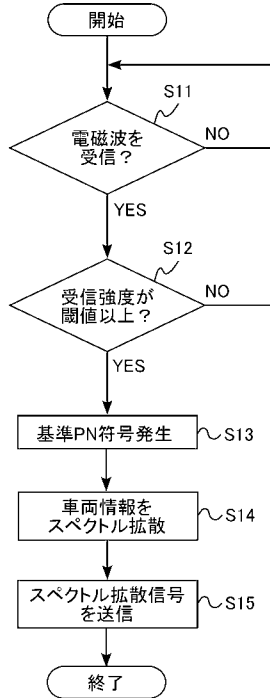 開始
S11
電磁波を
受信？
NO
YES
S12
受信強度が
閾値以上？
NO
YES
基準PN符号発生
S13
車両情報を
スペクトル拡散
S14
スペクトル拡散信号
を送信
S15
終了